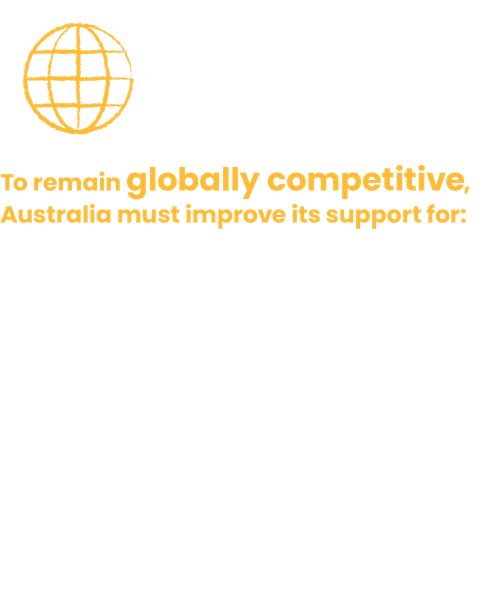 To remain globally competitive,
Australia must improve its support for: